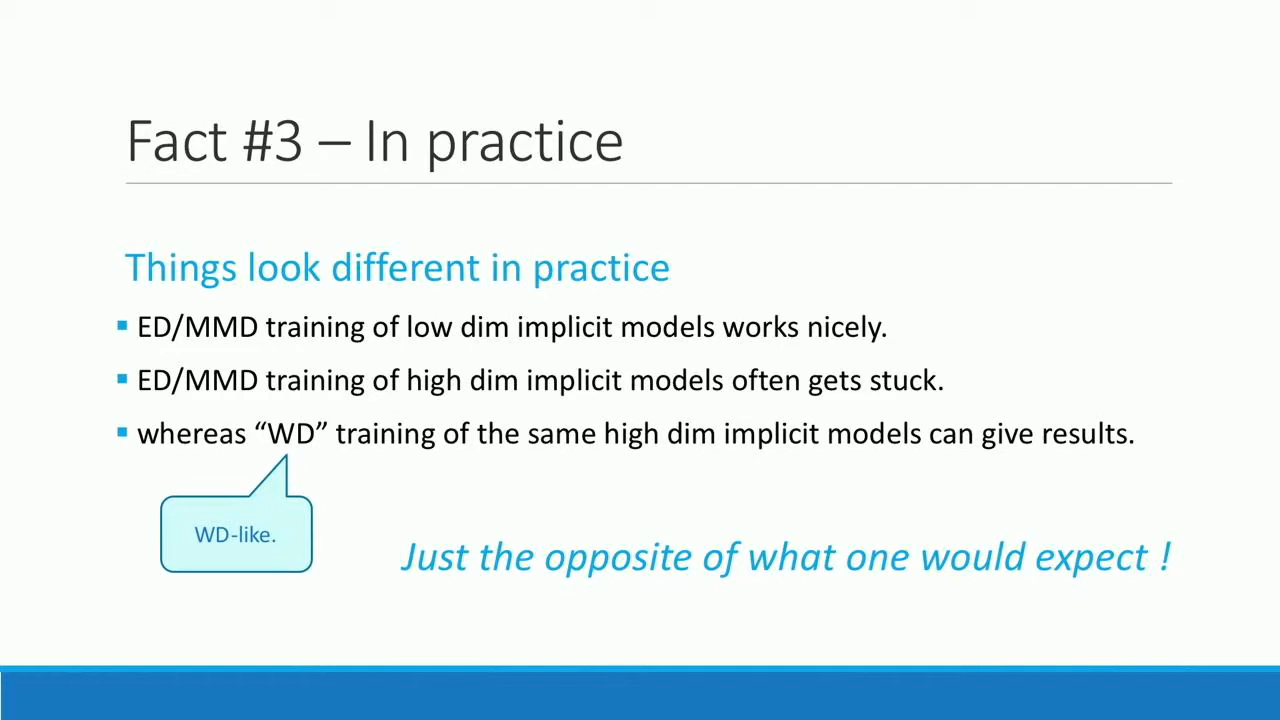 Fact #3 – In practice
Things look different in practice
▪ ED/MMD training of low dim implicit models works nicely.
▪ ED/MMD training of high dim implicit models often gets stuck.
▪ whereas “WD” training of the same high dim implicit models can give results.
WD-like.
Just the opposite of what one would expect !